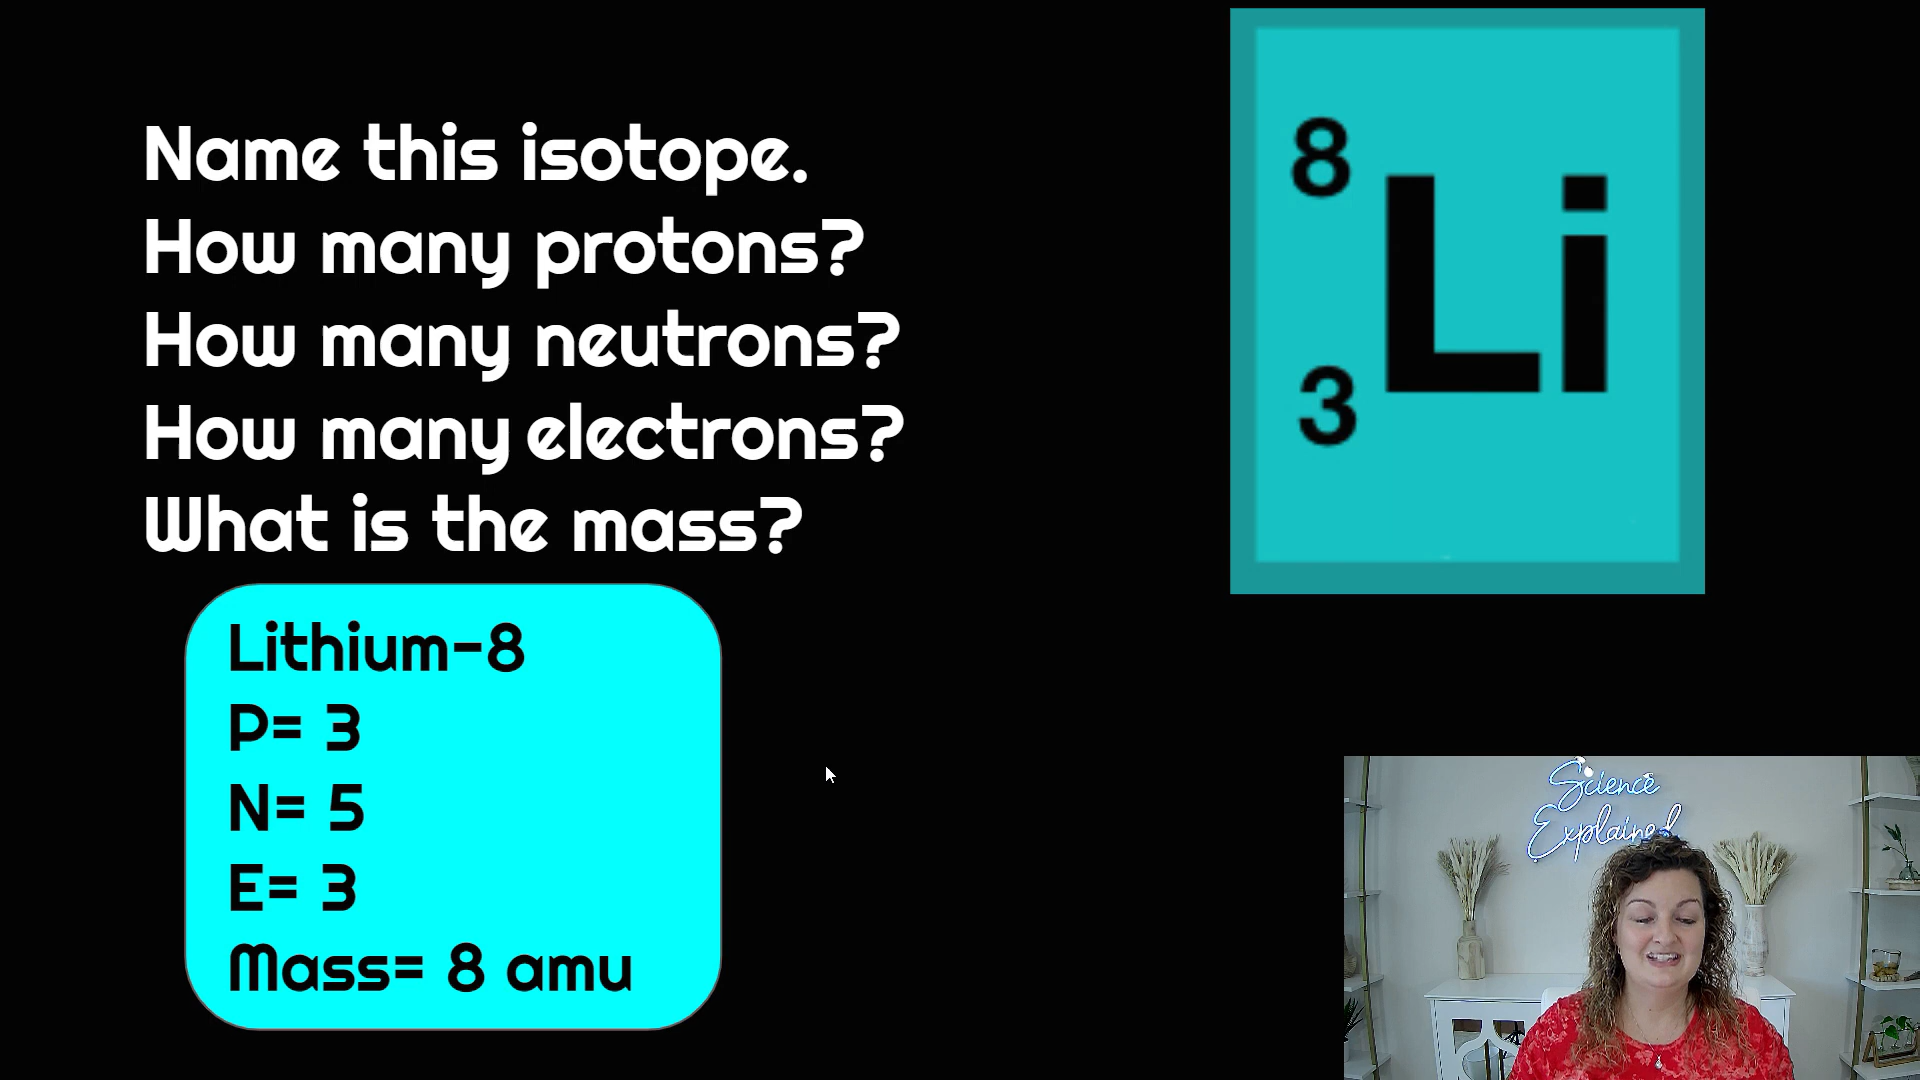 Name this isotope.
How many protons?
How many neutrons?
How many electrons?
What is the mass?
8
Li
3
Lithium-8
P= 3
N= 5
E= 3
Mass= 8 amu
Science
Explained